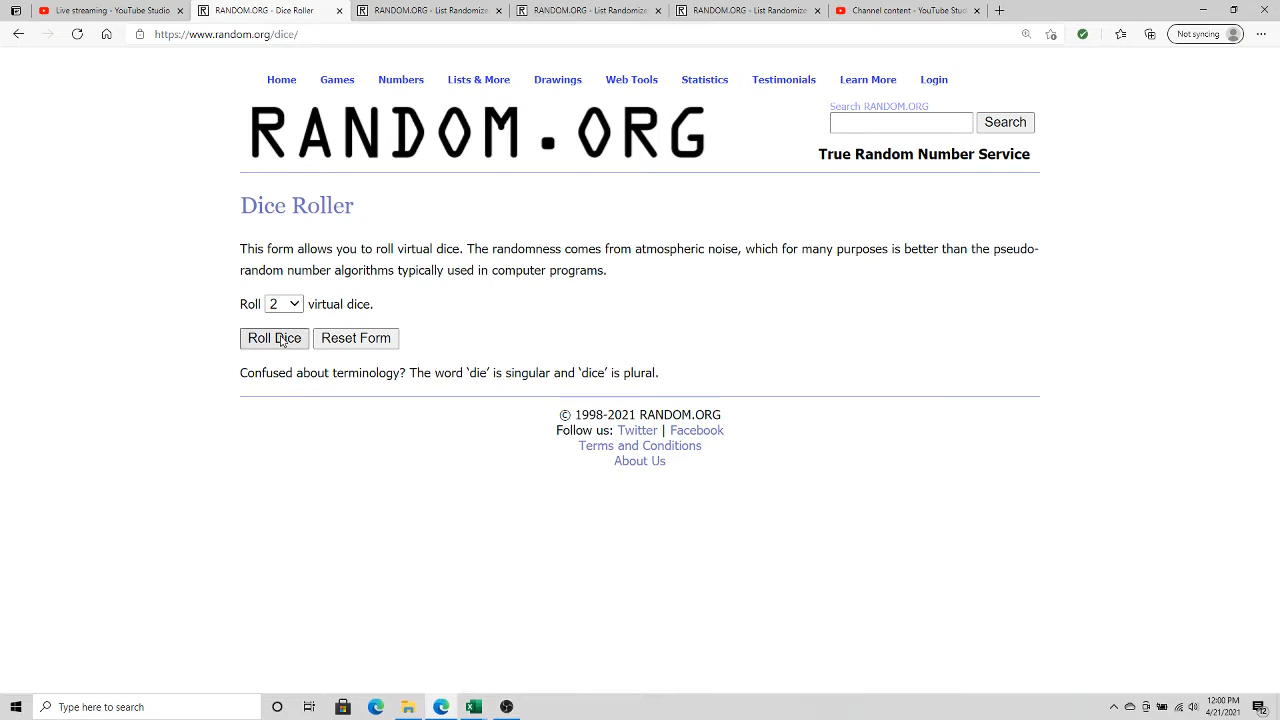 Live streaming - YouTube Studio
RANDOM.ORG - Dice Roller
RANDOM.ORG - List Randomize
RANDOM.ORG - List Randomize
RANDOM.ORG - List Randomize
Channel content - YouTube Stud
https://www.random.org/dice/
Not syncing
Home Games Numbers Lists & More Drawings Web Tools Statistics Testimonials Learn More Login
RANDOM.ORG
Search RANDOM.ORG
Search
True Random Number Service
Dice Roller
This form allows you to roll virtual dice. The randomness comes from atmospheric noise, which for many purposes is better than the pseudo-
random number algorithms typically used in computer programs.
Roll 2 virtual dice.
Roll Dice Reset Form
Confused about terminology? The word ‘die’ is singular and ‘dice’ is plural.
© 1998-2021 RANDOM.ORG
Follow us: Twitter | Facebook
Terms and Conditions
About Us
Type here to search
12:00 PM
4/21/2021